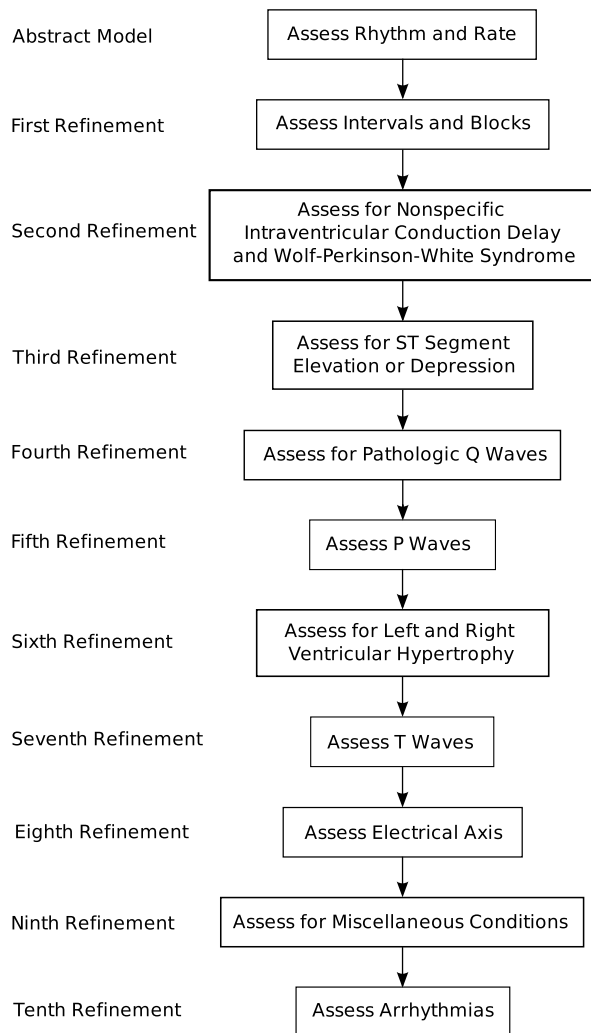 Abstract Model
Assess Rhythm and Rate
First Refinement
Assess Intervals and Blocks
Second Refinement
Assess for Nonspecific
Intraventricular Conduction Delay
and Wolf-Perkinson-White Syndrome
Third Refinement
Assess for ST Segment
Elevation or Depression
Fourth Refinement
Assess for Pathologic Q Waves
Fifth Refinement
Assess P Waves
Sixth Refinement
Assess for Left and Right
Ventricular Hypertrophy
Seventh Refinement
Assess T Waves
Eighth Refinement
Assess Electrical Axis
Ninth Refinement
Assess for Miscellaneous Conditions
Tenth Refinement
Assess Arrhythmias